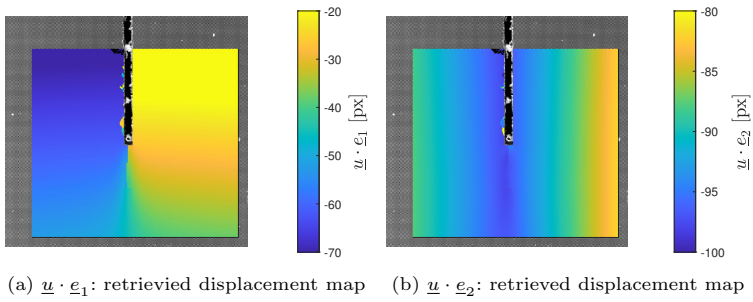 -20
-30
-40
-50
-60
-70
u · e1 [px]
-80
-85
-90
-95
-100
u · e2 [px]
(a) u · e1: retrievied displacement map
(b) u · e2: retrieved displacement map